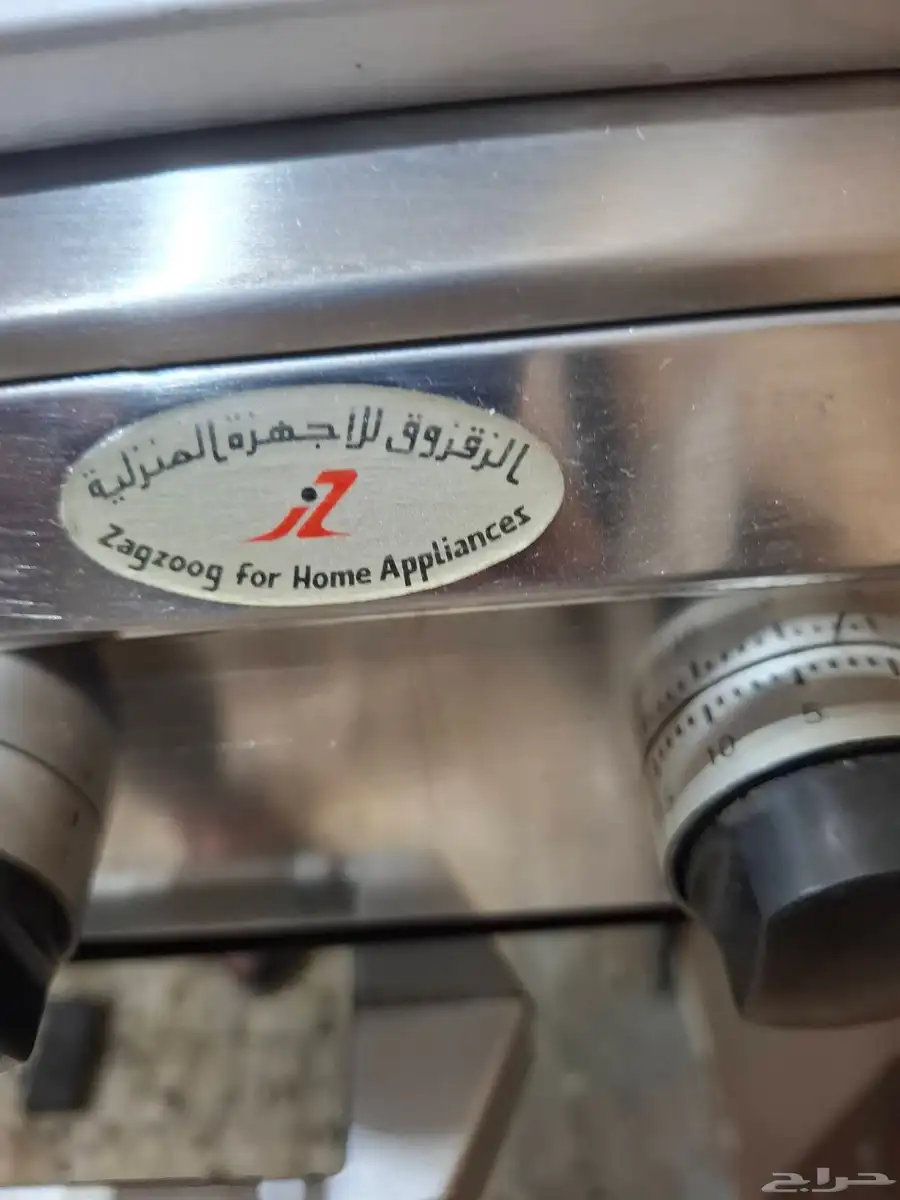 الزقزوق للاجهزة المنزلية
Zagzoog for Home Appliances
5
10
حراج